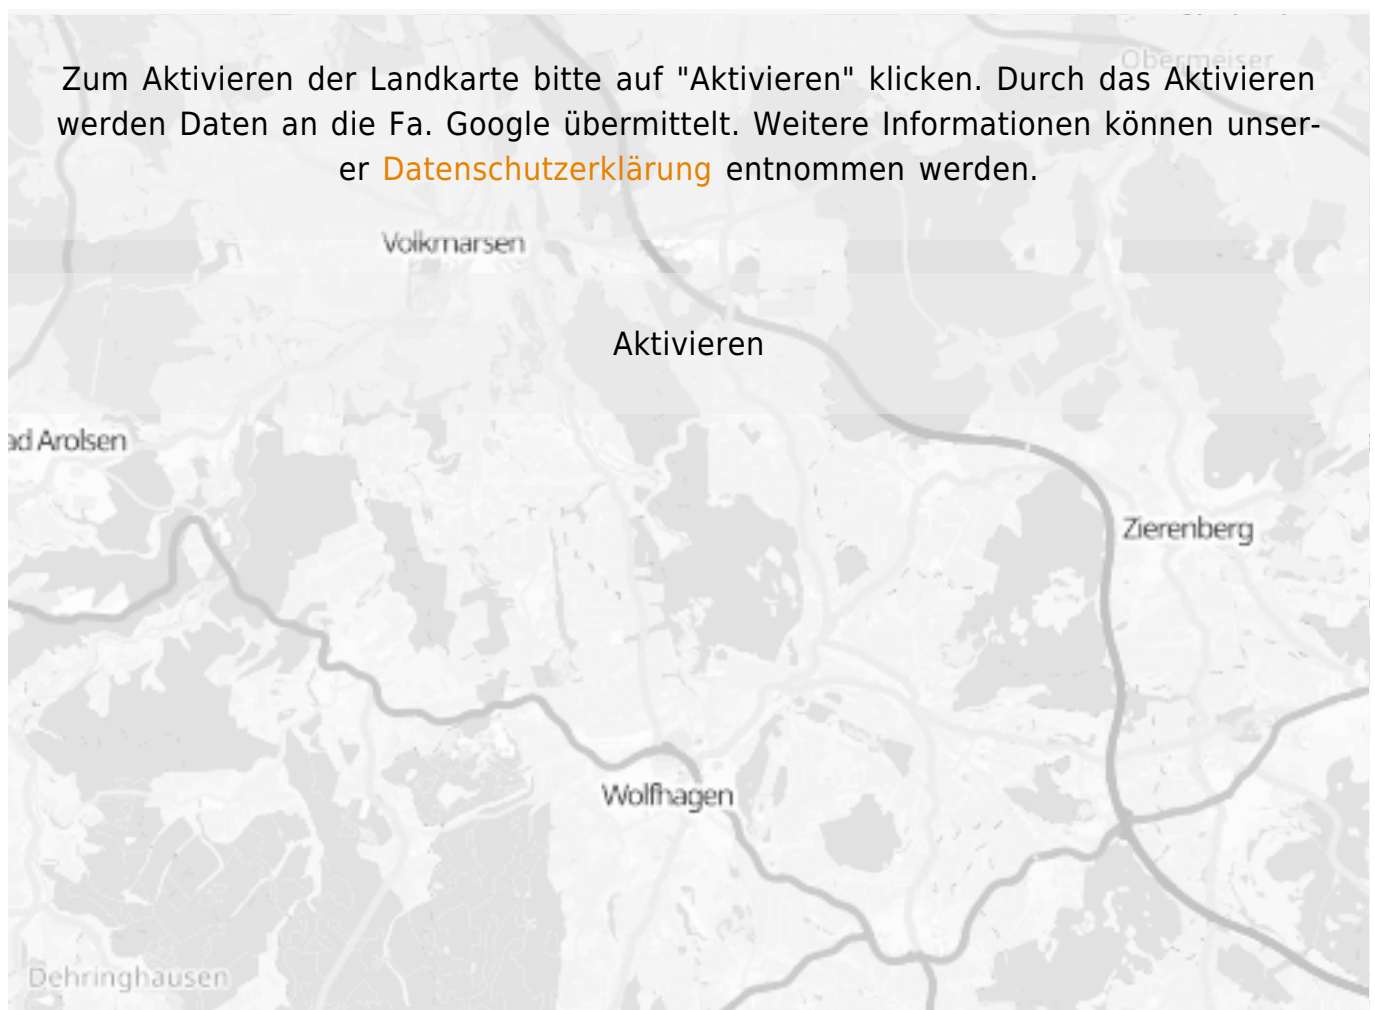 Obermeiser
Zum Aktivieren der Landkarte bitte auf "Aktivieren" klicken. Durch das Aktivieren
werden Daten an die Fa. Google übermittelt. Weitere Informationen können unser-
er Datenschutzerklärung entnommen werden.
Volkmarsen
Aktivieren
ad Arolsen
Zierenberg
Wolfhagen
Dehringhausen